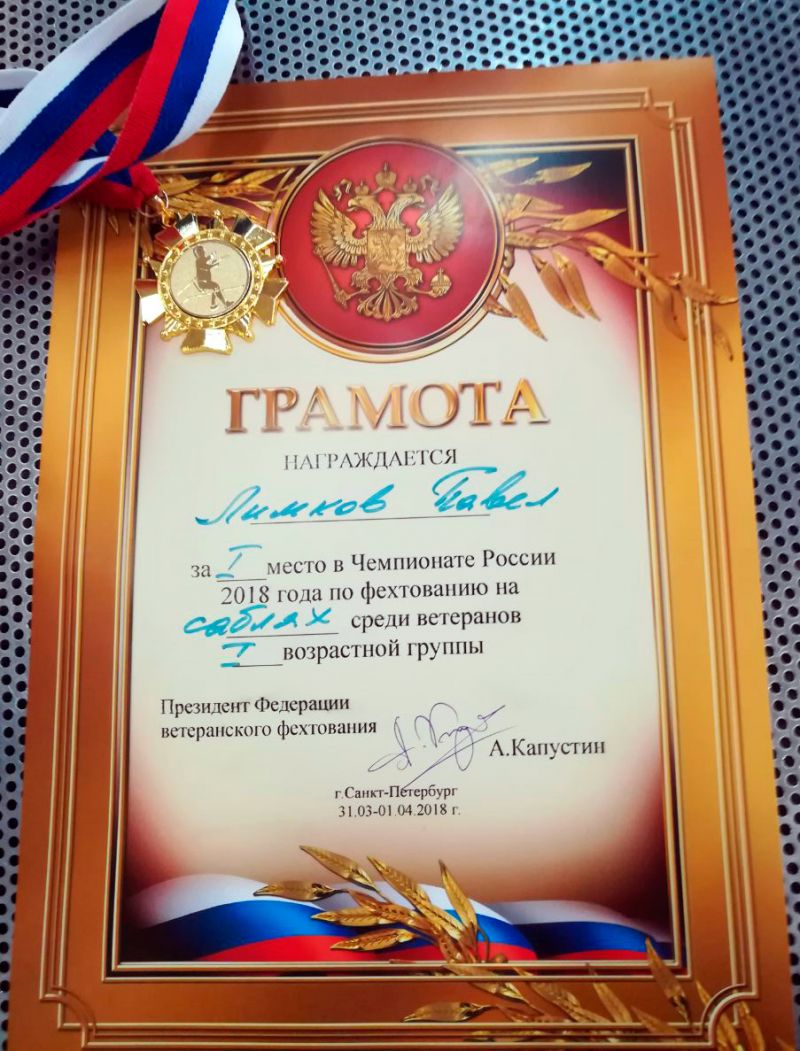 ГРАМОТА
НАГРАЖДАЕТСЯ
Лимков Павел
за I место в Чемпионате России
2018 года по фехтованию на
саблях среди ветеранов
I возрастной группы
Президент Федерации
ветеранского фехтования
А.Капустин
г.Санкт-Петербург
31.03-01.04.2018 г.